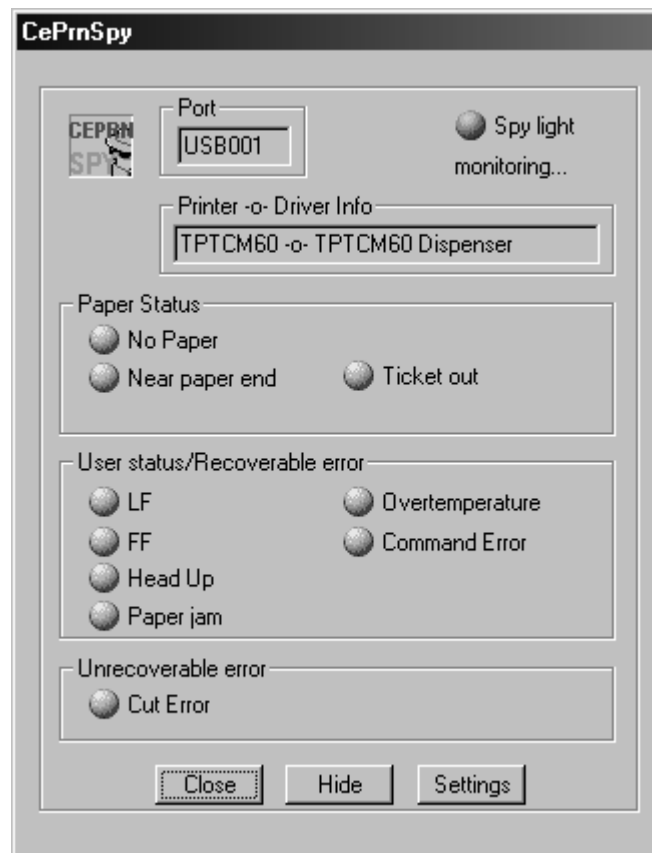 CePrnSpy
CEPRN
SPY
Port
USB001
Spy light
monitoring...
Printer -o- Driver Info
TPTCM60 -o- TPTCM60 Dispenser
Paper Status
No Paper
Near paper end
Ticket out
User status/Recoverable error
LF
Overtemperature
FF
Command Error
Head Up
Paper jam
Unrecoverable error
Cut Error
Close
Hide
Settings